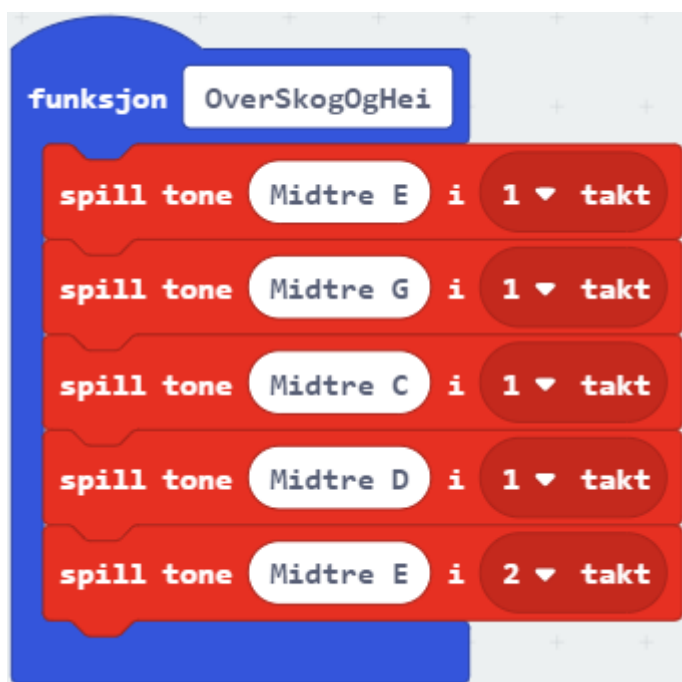 funksjon OverSkogOgHei
spill tone Midtre E i 1 takt
spill tone Midtre G i 1 takt
spill tone Midtre C i 1 takt
spill tone Midtre D i 1 takt
spill tone Midtre E i 2 takt